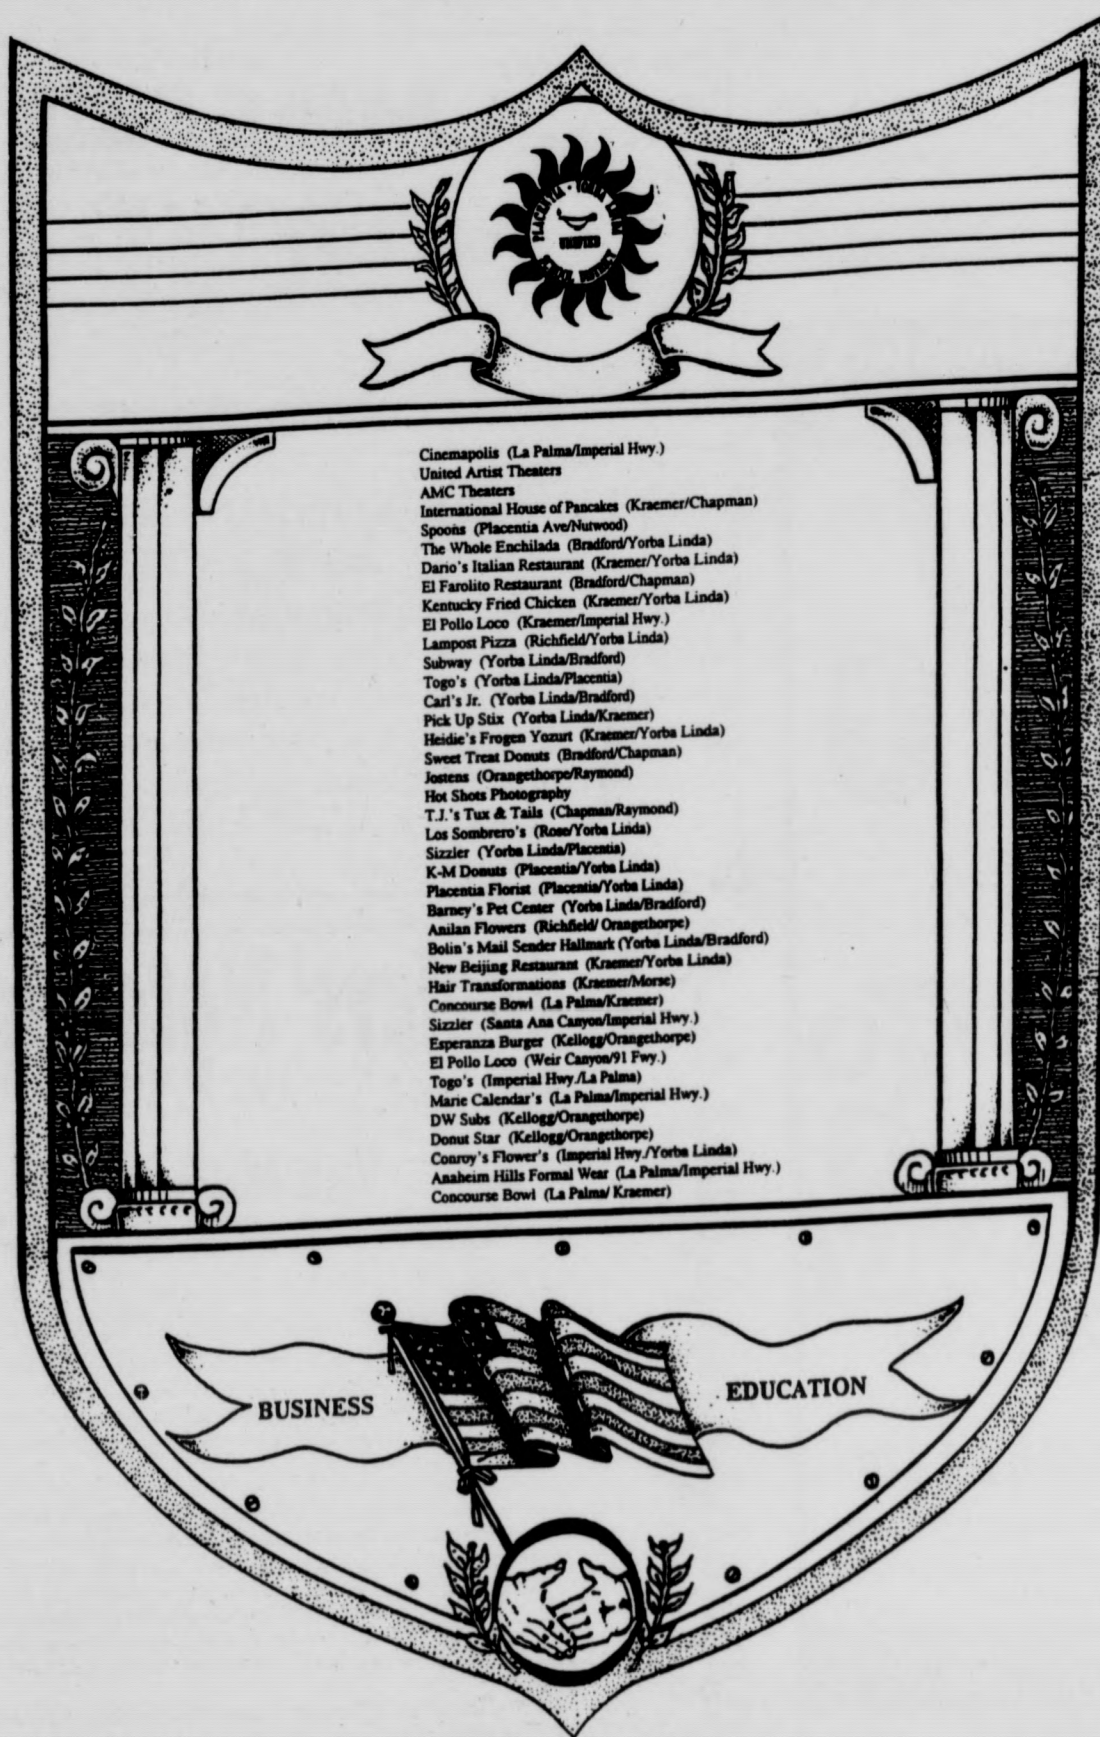 PLACENTIA · YORBA LINDA
UNIFIED
SCHOOL DISTRICT
Cinemapolis (La Palma/Imperial Hwy.)
United Artist Theaters
AMC Theaters
International House of Pancakes (Kraemer/Chapman)
Spoons (Placentia Ave/Nutwood)
The Whole Enchilada (Bradford/Yorba Linda)
Dario's Italian Restaurant (Kraemer/Yorba Linda)
El Farolito Restaurant (Bradford/Chapman)
Kentucky Fried Chicken (Kraemer/Yorba Linda)
El Pollo Loco (Kraemer/Imperial Hwy.)
Lampost Pizza (Richfield/Yorba Linda)
Subway (Yorba Linda/Bradford)
Togo's (Yorba Linda/Placentia)
Carl's Jr. (Yorba Linda/Bradford)
Pick Up Stix (Yorba Linda/Kraemer)
Heidie's Frogen Yozurt (Kraemer/Yorba Linda)
Sweet Treat Donuts (Bradford/Chapman)
Jostens (Orangethorpe/Raymond)
Hot Shots Photography
T.J.'s Tux & Tails (Chapman/Raymond)
Los Sombrero's (Rose/Yorba Linda)
Sizzler (Yorba Linda/Placentia)
K-M Donuts (Placentia/Yorba Linda)
Placentia Florist (Placentia/Yorba Linda)
Barney's Pet Center (Yorba Linda/Bradford)
Anilan Flowers (Richfield/ Orangethorpe)
Bolin's Mail Sender Hallmark (Yorba Linda/Bradford)
New Beijing Restaurant (Kraemer/Yorba Linda)
Hair Transformations (Kraemer/Morse)
Concourse Bowl (La Palma/Kraemer)
Sizzler (Santa Ana Canyon/Imperial Hwy.)
Esperanza Burger (Kellogg/Orangethorpe)
El Pollo Loco (Weir Canyon/91 Fwy.)
Togo's (Imperial Hwy./La Palma)
Marie Calendar's (La Palma/Imperial Hwy.)
DW Subs (Kellogg/Orangethorpe)
Donut Star (Kellogg/Orangethorpe)
Conroy's Flower's (Imperial Hwy./Yorba Linda)
Anaheim Hills Formal Wear (La Palma/Imperial Hwy.)
Concourse Bowl (La Palma/ Kraemer)
BUSINESS
EDUCATION